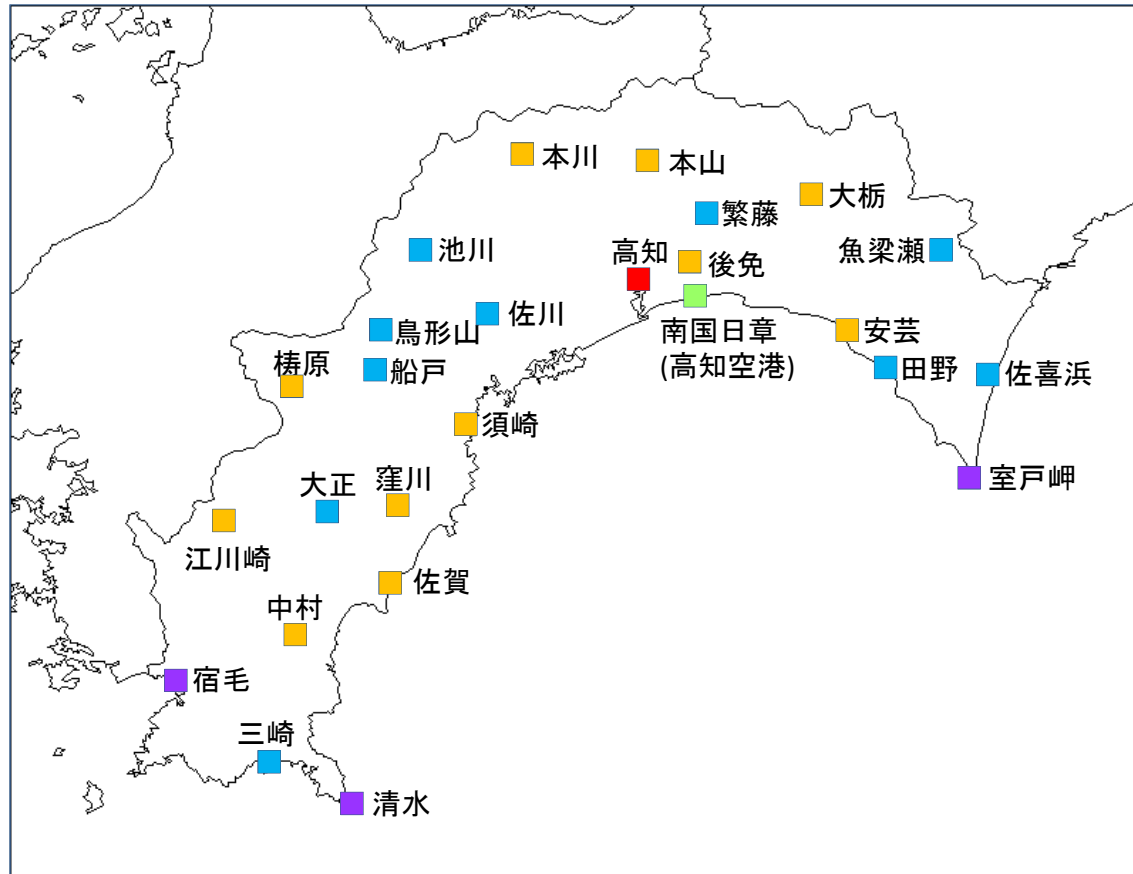 本川
本山
大栃
繁藤
池川
高知
後免
魚梁瀬
佐川
鳥形山
南国日章
(高知空港)
安芸
梼原
船戸
田野
佐喜浜
須崎
室戸岬
大正
窪川
江川崎
佐賀
中村
宿毛
三崎
清水